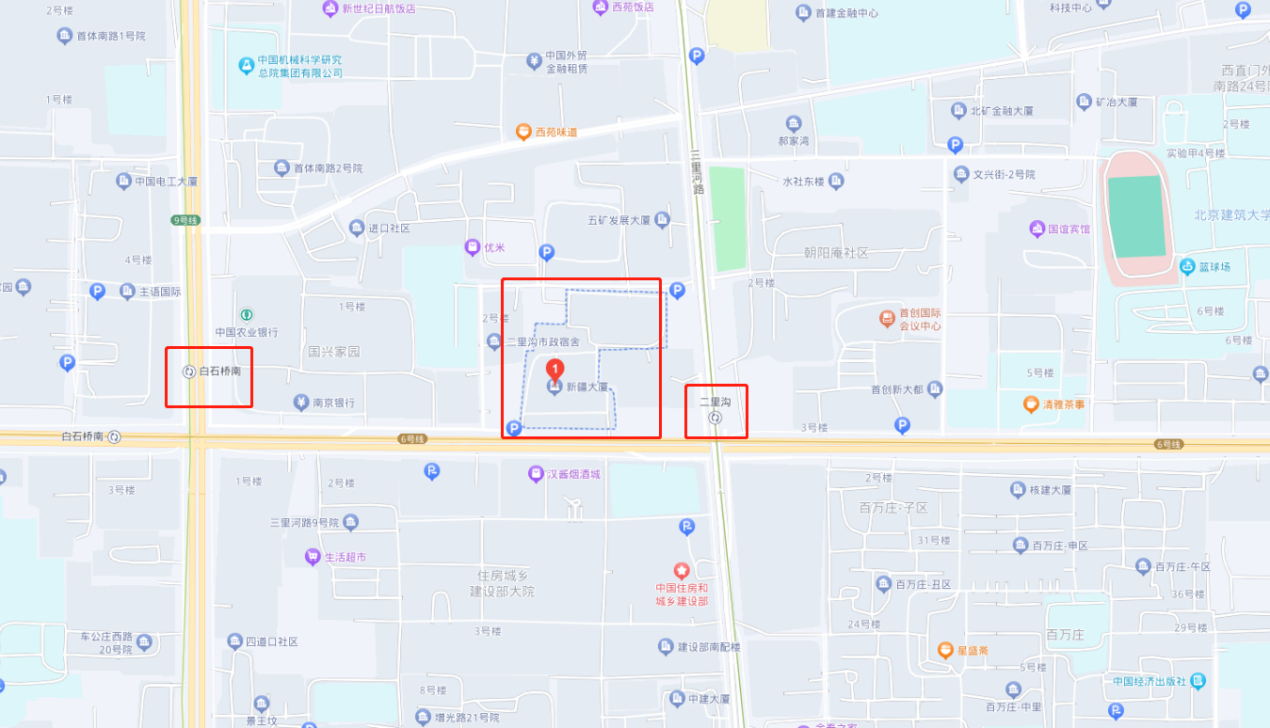 2号楼
新世纪日航饭店
西苑饭店
首建金融中心
科技中心
首体南路1号院
中国机械科学研究
总院集团有限公司
中国外贸
金融租赁
西直门外
南路24号
1号楼
北矿金融大厦
矿冶大厦
西苑味道
郝家湾
2号楼
三里河路
实验甲4号楼
首体南路2号院
中国电工大厦
水社东楼
文兴街-2号院
9号线
进口社区
五矿发展大厦
北京建筑大学
国谊宾馆
优米
朝阳庵社区
4号楼
篮球场
主语国际
2号楼
1号楼
2号楼
首创国际
会议中心
6号楼
中国农业银行
二里沟市政宿舍
国兴家园
6号楼
白石桥南
1
新疆大厦
5号楼
首创新大都
南京银行
二里沟
清雅茶事
3号楼
白石桥南
6号线
6号线
汉酱烟酒城
3号楼
1号楼
2号楼
2号楼
核建大厦
百万庄-子区
三里河路9号院
31号楼
百万庄-申区
生活超市
住房城乡
建设部大院
中国住房和
城乡建设部
百万庄-丑区
百万庄-午区
36号楼
24号楼
29号楼
3号楼
百万庄
车公庄西路
20号院
四道口社区
建设部南配楼
星盛斋
5号楼
中国经济出版社
8号楼
中建大厦
百万庄-中里
景王坟
增光路21号院